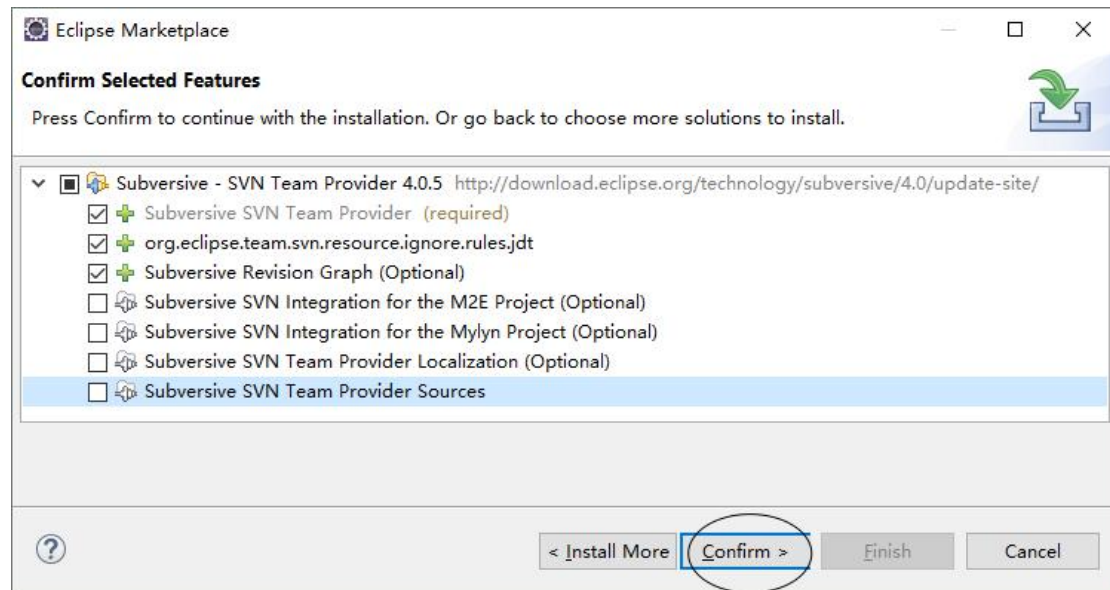 Eclipse Marketplace
Confirm Selected Features
Press Confirm to continue with the installation. Or go back to choose more solutions to install.
Subversive - SVN Team Provider 4.0.5 http://download.eclipse.org/technology/subversive/4.0/update-site/
Subversive SVN Team Provider (required)
org.eclipse.team.svn.resource.ignore.rules.jdt
Subversive Revision Graph (Optional)
Subversive SVN Integration for the M2E Project (Optional)
Subversive SVN Integration for the Mylyn Project (Optional)
Subversive SVN Team Provider Localization (Optional)
Subversive SVN Team Provider Sources
? < Install More Confirm > Finish Cancel